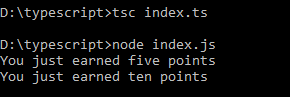 D:\typescript>tsc index.ts
D:\typescript>node index.js
You just earned five points
You just earned ten points